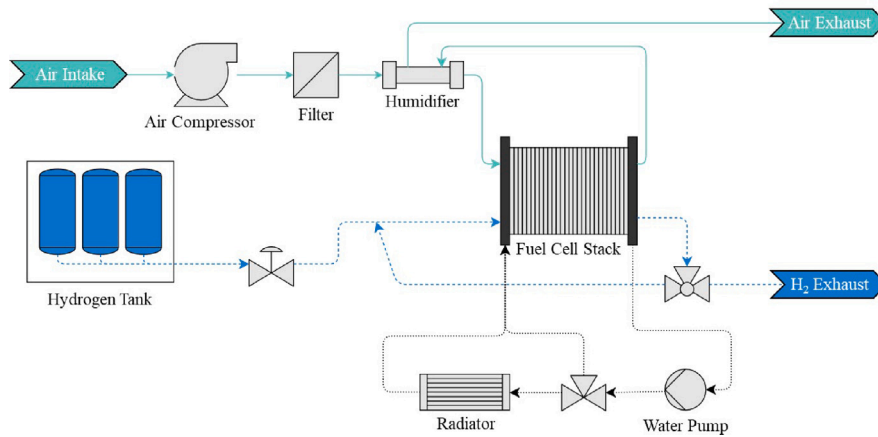 Air Exhaust
Air Intake
Air Compressor
Filter
Humidifier
Fuel Cell Stack
Hydrogen Tank
H₂ Exhaust
Radiator
Water Pump